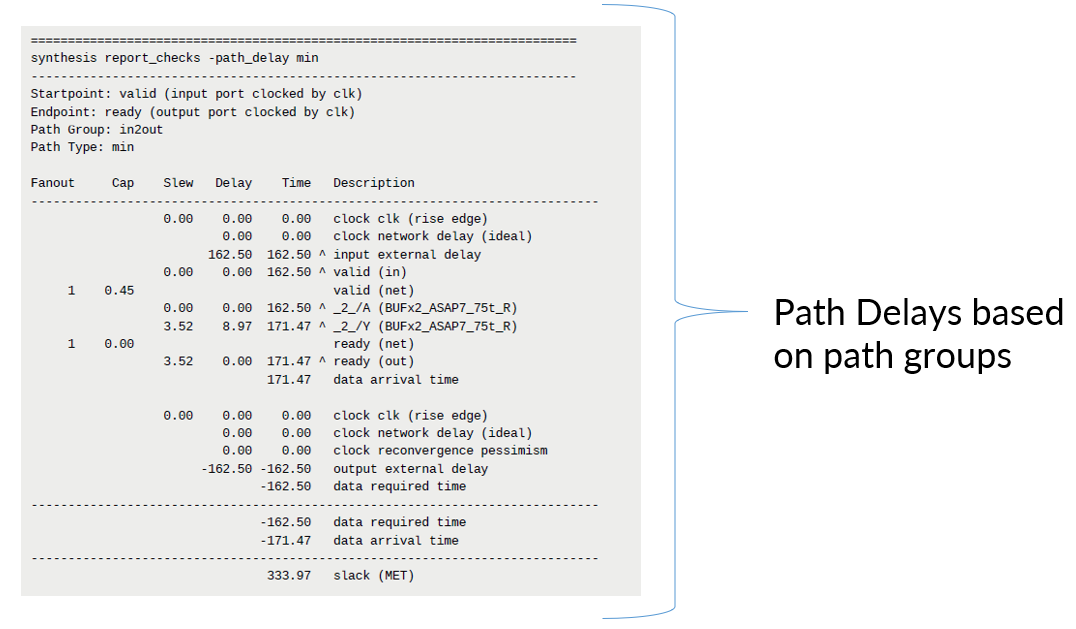 ==========================================================================
synthesis report_checks -path_delay min
--------------------------------------------------------------------------
Startpoint: valid (input port clocked by clk)
Endpoint: ready (output port clocked by clk)
Path Group: in2out
Path Type: min
Fanout     Cap    Slew   Delay    Time   Description
-----------------------------------------------------------------------------
                  0.00    0.00    0.00   clock clk (rise edge)
                          0.00    0.00   clock network delay (ideal)
                        162.50  162.50 ^ input external delay
                  0.00    0.00  162.50 ^ valid (in)
     1    0.45                           valid (net)
                  0.00    0.00  162.50 ^ _2_/A (BUFx2_ASAP7_75t_R)
                  3.52    8.97  171.47 ^ _2_/Y (BUFx2_ASAP7_75t_R)
     1    0.00                           ready (net)
                  3.52    0.00  171.47 ^ ready (out)
                                171.47   data arrival time
                  0.00    0.00    0.00   clock clk (rise edge)
                          0.00    0.00   clock network delay (ideal)
                          0.00    0.00   clock reconvergence pessimism
                       -162.50 -162.50   output external delay
                               -162.50   data required time
-----------------------------------------------------------------------------
                               -162.50   data required time
                               -171.47   data arrival time
-----------------------------------------------------------------------------
                                333.97   slack (MET)
Path Delays based
on path groups